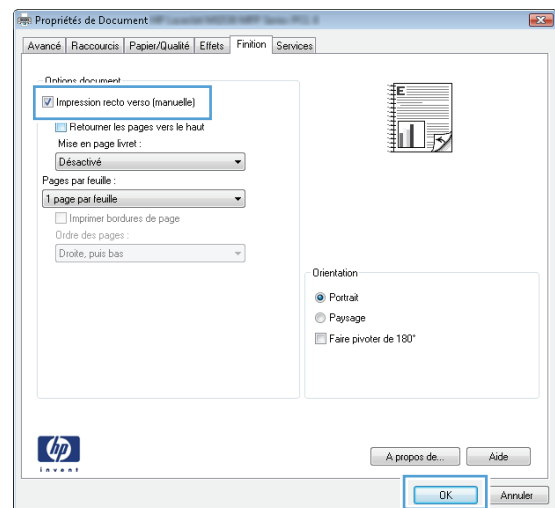 Propriétés de Document
Avancé Raccourcis Papier/Qualité Effets Finition Services
Options document
Impression recto verso (manuelle)
Retourner les pages vers le haut
Mise en page livret :
Désactivé
Pages par feuille :
1 page par feuille
Imprimer bordures de page
Ordre des pages :
Droite, puis bas
E
Orientation
Portrait
Paysage
Faire pivoter de 180°
hp
invent
A propos de... Aide
OK Annuler